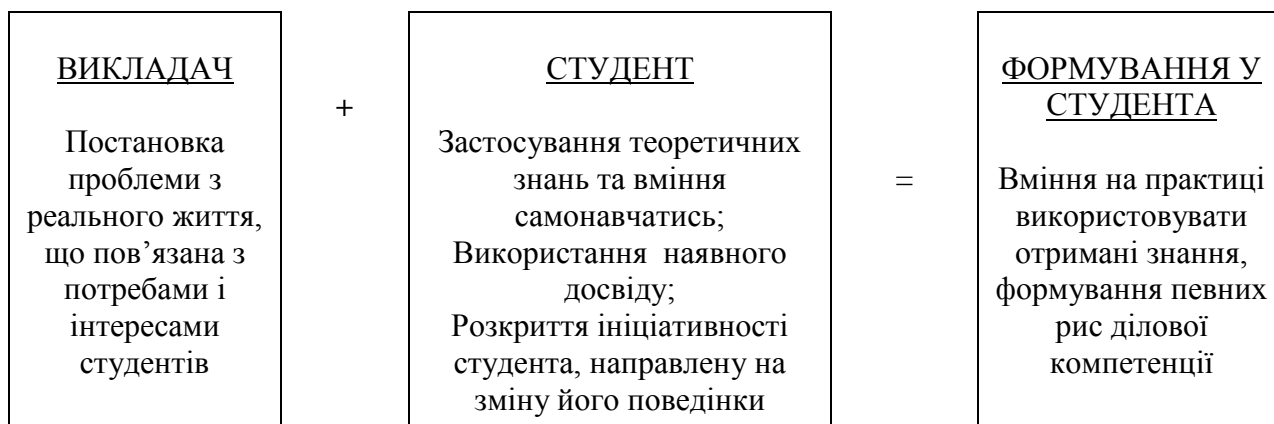 ВИКЛАДАЧ
Постановка
проблеми з
реального життя,
що пов’язана з
потребами і
інтересами
студентів
+
СТУДЕНТ
Застосування теоретичних
знань та вміння
самонавчатись;
Використання наявного
досвіду;
Розкриття ініціативності
студента, направлену на
зміну його поведінки
=
ФОРМУВАННЯ У
СТУДЕНТА
Вміння на практиці
використовувати
отримані знання,
формування певних
рис ділової
компетенції